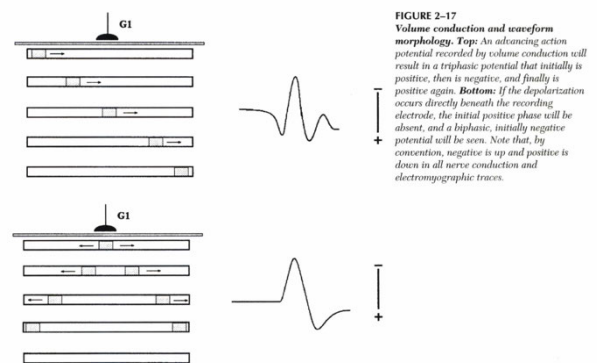 G1
FIGURE 2–17
Volume conduction and waveform
morphology. Top: An advancing action
potential recorded by volume conduction will
result in a triphasic potential that initially is
positive, then is negative, and finally is
positive again. Bottom: If the depolarization
occurs directly beneath the recording
electrode, the initial positive phase will be
absent, and a biphasic, initially negative
potential will be seen. Note that, by
convention, negative is up and positive is
down in all nerve conduction and
electromyographic traces.
−
+
G1
−
+